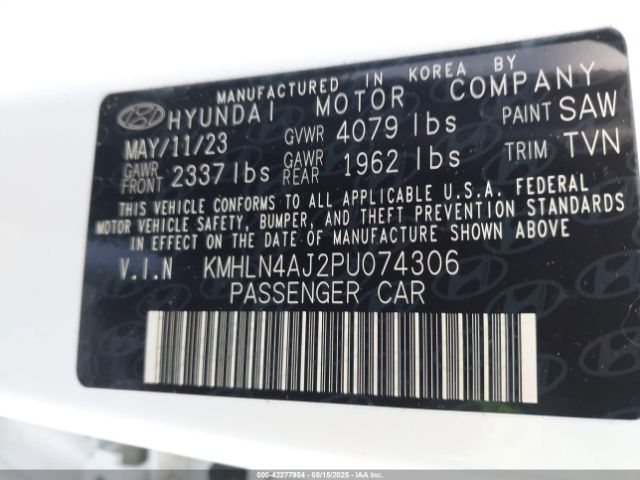 MANUFACTURED IN KOREA BY
HYUNDAI MOTOR COMPANY
MAY/11/23 GVWR 4079 lbs PAINT SAW
GAWR FRONT 2337 lbs GAWR REAR 1962 lbs TRIM TVN
THIS VEHICLE CONFORMS TO ALL APPLICABLE U.S.A. FEDERAL
MOTOR VEHICLE SAFETY, BUMPER, AND THEFT PREVENTION STANDARDS
IN EFFECT ON THE DATE OF MANUFACTURE SHOWN ABOVE.
V.I.N KMHLN4AJ2PU074306
PASSENGER CAR
000-42277954 - 05/15/2025 - IAAI.COM